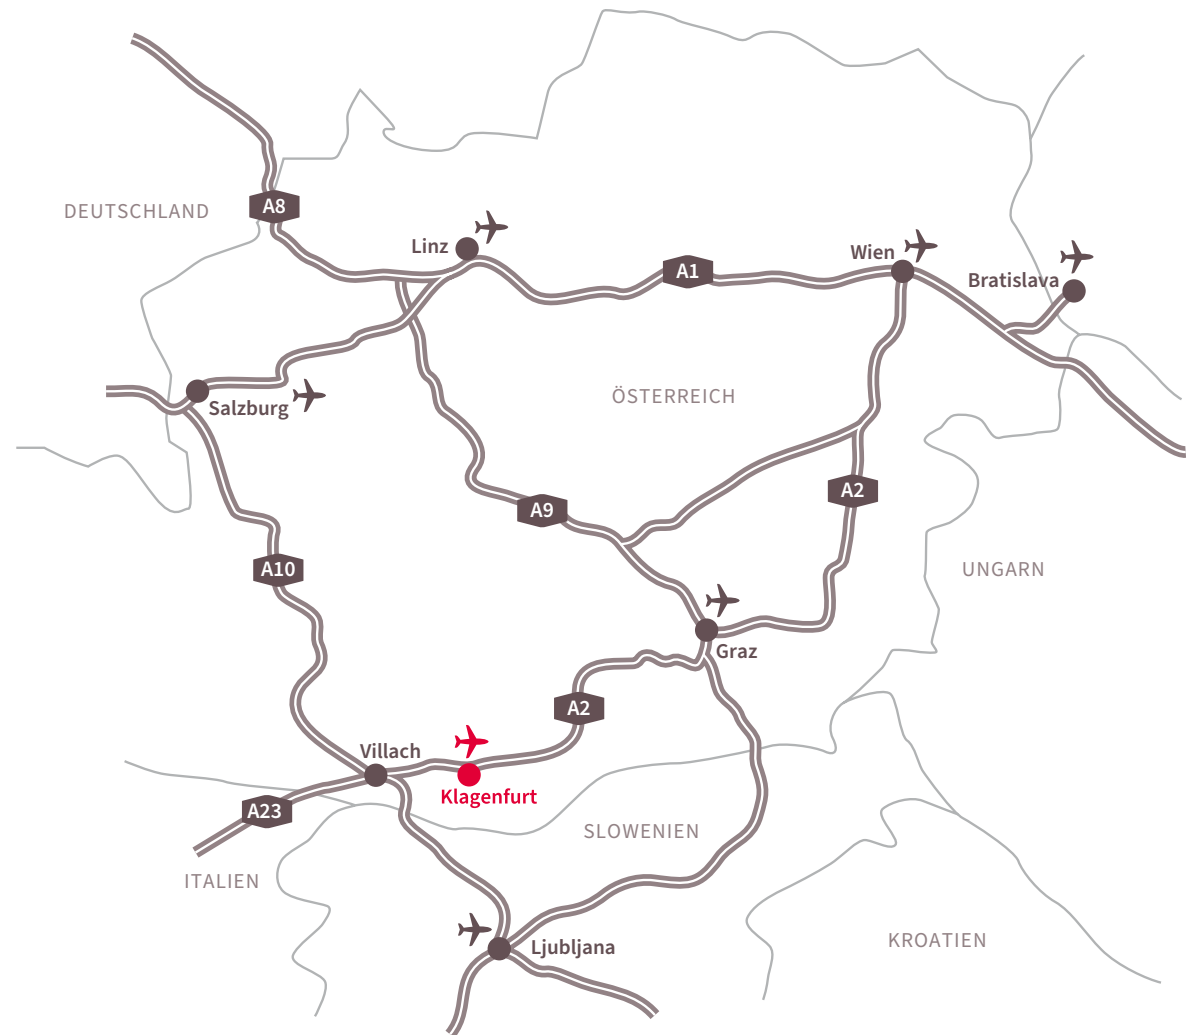 DEUTSCHLAND
A8
Linz
A1
Wien
Bratislava
Salzburg
ÖSTERREICH
A9
A2
A10
UNGARN
Graz
A2
Villach
Klagenfurt
A23
SLOWENIEN
ITALIEN
Ljubljana
KROATIEN